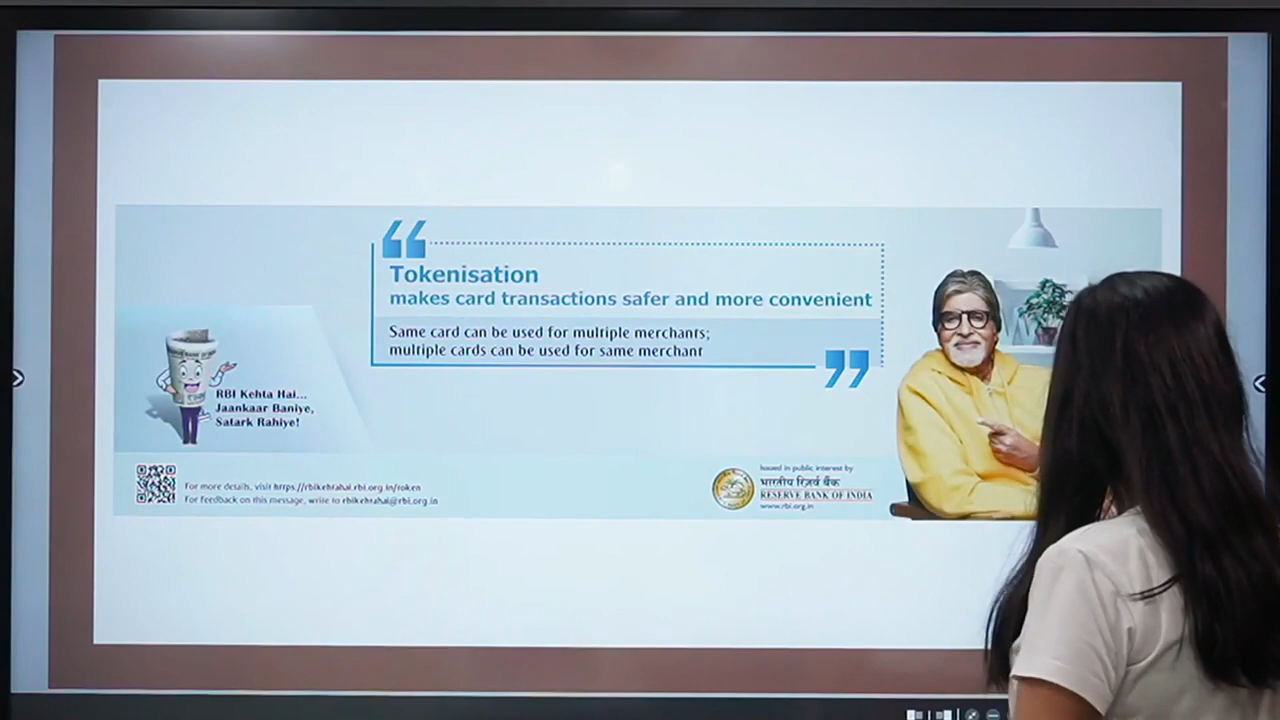 Tokenisation
makes card transactions safer and more convenient
Same card can be used for multiple merchants;
multiple cards can be used for same merchant
RBI Kehta Hai...
Jaankaar Baniye,
Satark Rahiye!
For more details, visit https://rbikehtahai.rbi.org.in/token
For feedback on this message, write to rbikehtahai@rbi.org.in
Issued in public interest by
भारतीय रिज़र्व बैंक
RESERVE BANK OF INDIA
www.rbi.org.in